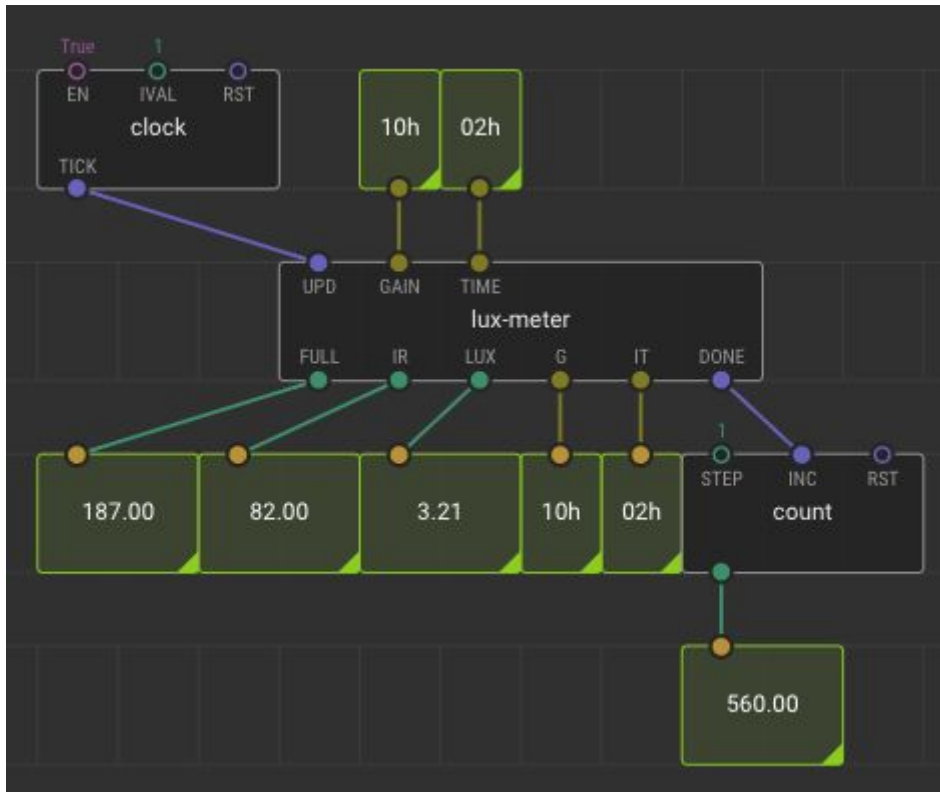 True 1
EN IVAL RST
clock
TICK
10h 02h
UPD GAIN TIME
lux-meter
FULL IR LUX G IT DONE
1
STEP INC RST
187.00 82.00 3.21 10h 02h count
560.00